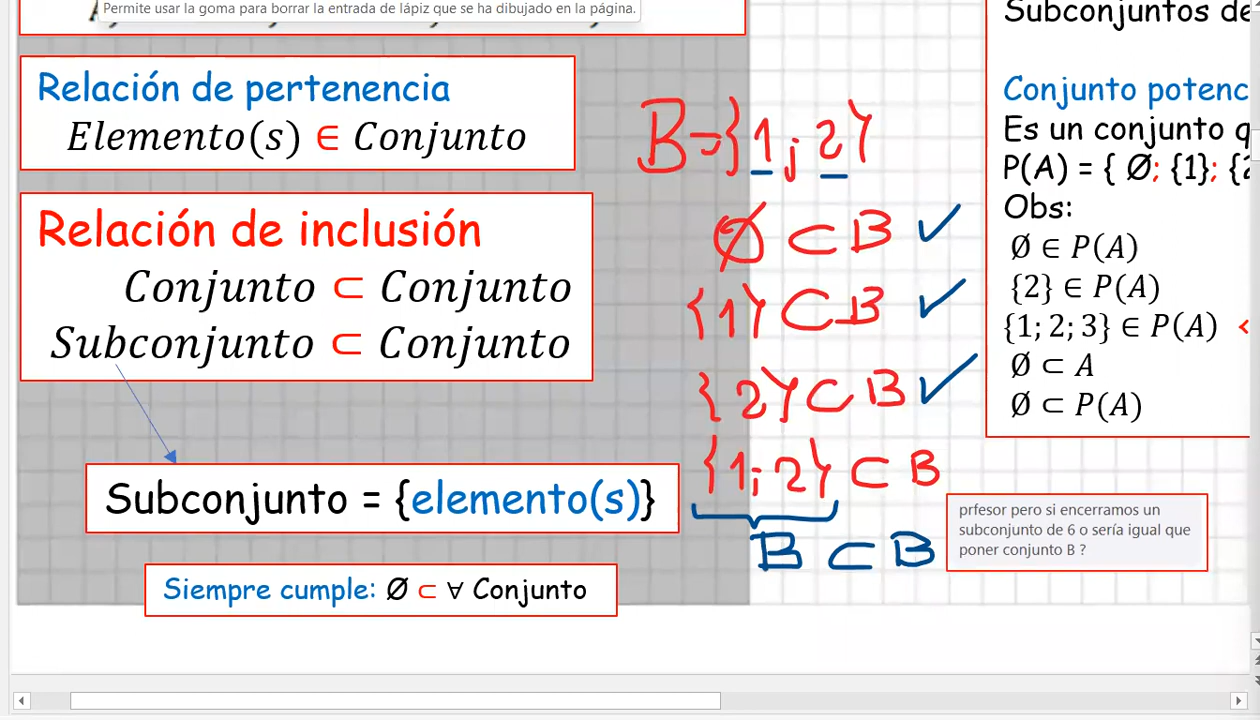 Permite usar la goma para borrar la entrada de lápiz que se ha dibujado en la página.
Relación de pertenencia
Elemento(s) ∈ Conjunto
Relación de inclusión
Conjunto ⊂ Conjunto
Subconjunto ⊂ Conjunto
Subconjunto = {elemento(s)}
Siempre cumple: Ø ⊂ ∀ Conjunto
B={1;2}
Ø ⊂ B ✓
{1} ⊂ B ✓
{2} ⊂ B ✓
{1;2} ⊂ B
B ⊂ B
Subconjuntos de
Conjunto potenc
Es un conjunto q
P(A) = { Ø; {1}; {2
Obs:
Ø ∈ P(A)
{2} ∈ P(A)
{1; 2; 3} ∈ P(A)
Ø ⊂ A
Ø ⊂ P(A)
prfesor pero si encerramos un
subconjunto de 6 o sería igual que
poner conjunto B ?